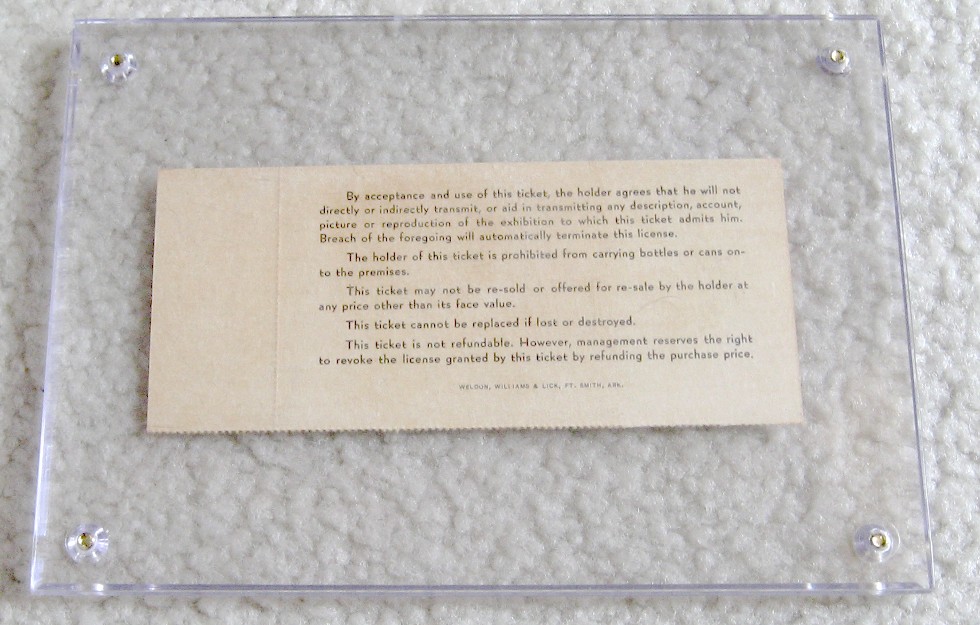 By acceptance and use of this ticket, the holder agrees that he will not
directly or indirectly transmit, or aid in transmitting any description, account,
picture or reproduction of the exhibition to which this ticket admits him.
Breach of the foregoing will automatically terminate this license.
The holder of this ticket is prohibited from carrying bottles or cans on-
to the premises.
This ticket may not be re-sold or offered for re-sale by the holder at
any price other than its face value.
This ticket cannot be replaced if lost or destroyed.
This ticket is not refundable. However, management reserves the right
to revoke the license granted by this ticket by refunding the purchase price.
WELDON, WILLIAMS & LICK, FT. SMITH, ARK.